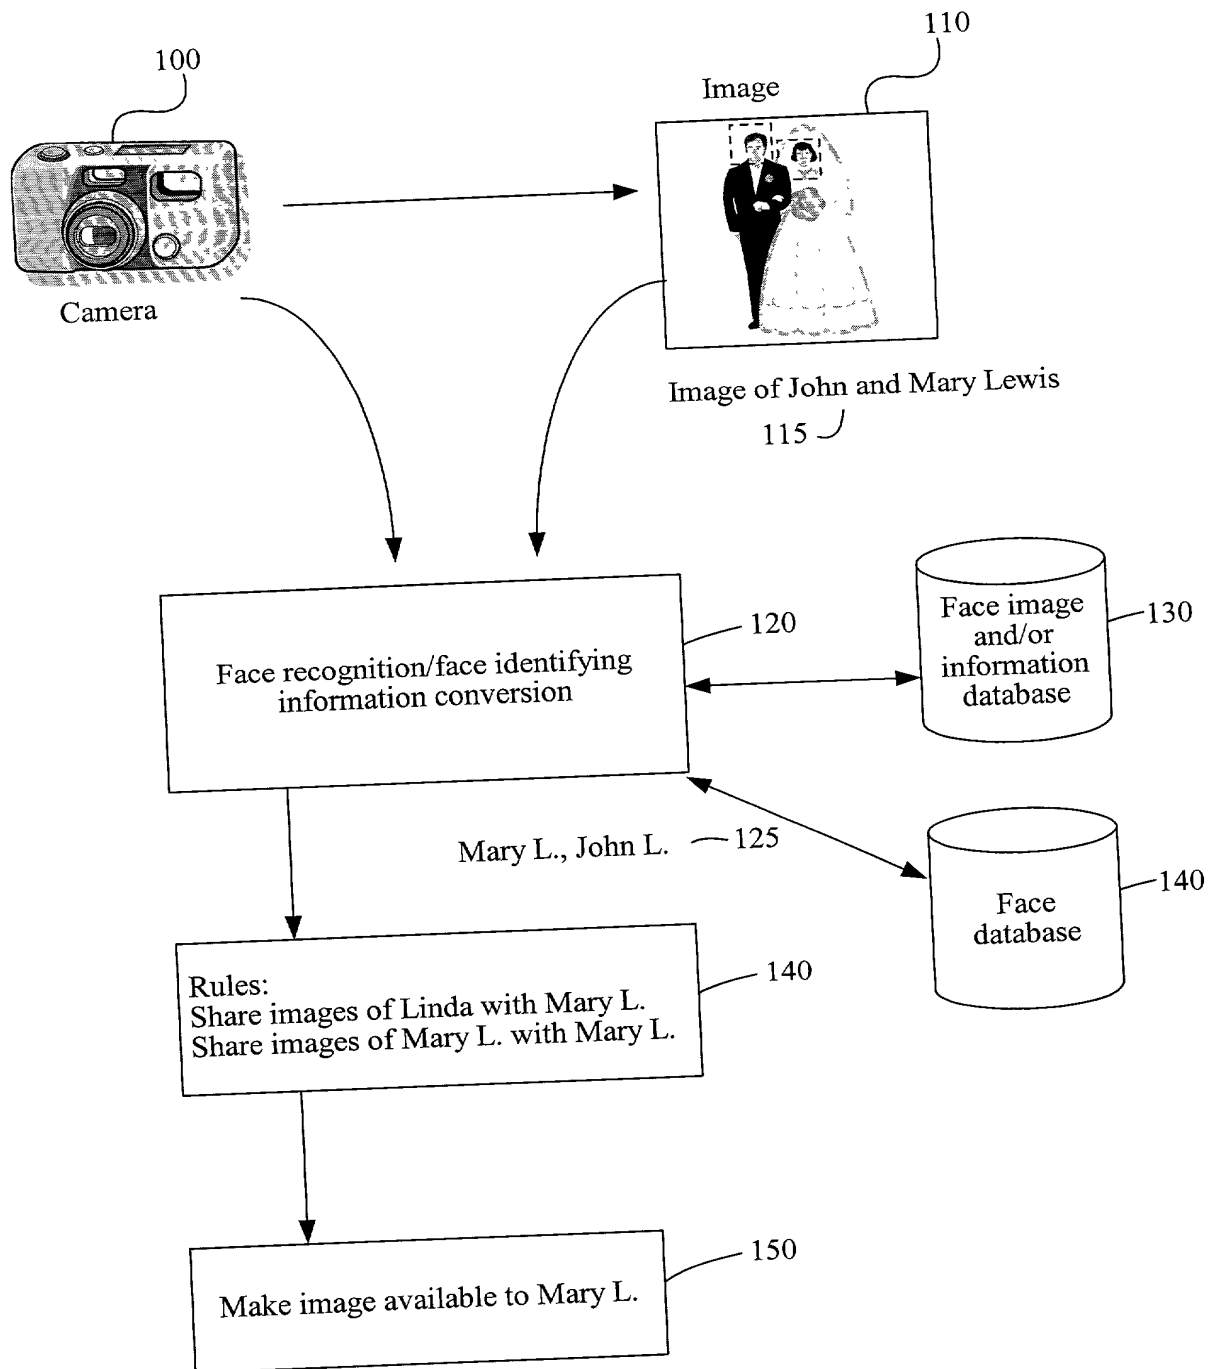 100
110
Image
Camera
Image of John and Mary Lewis
115
120
Face recognition/face identifying
information conversion
Face image
and/or
information
database
130
Mary L., John L.
125
Face
database
140
Rules:
Share images of Linda with Mary L.
Share images of Mary L. with Mary L.
140
150
Make image available to Mary L.